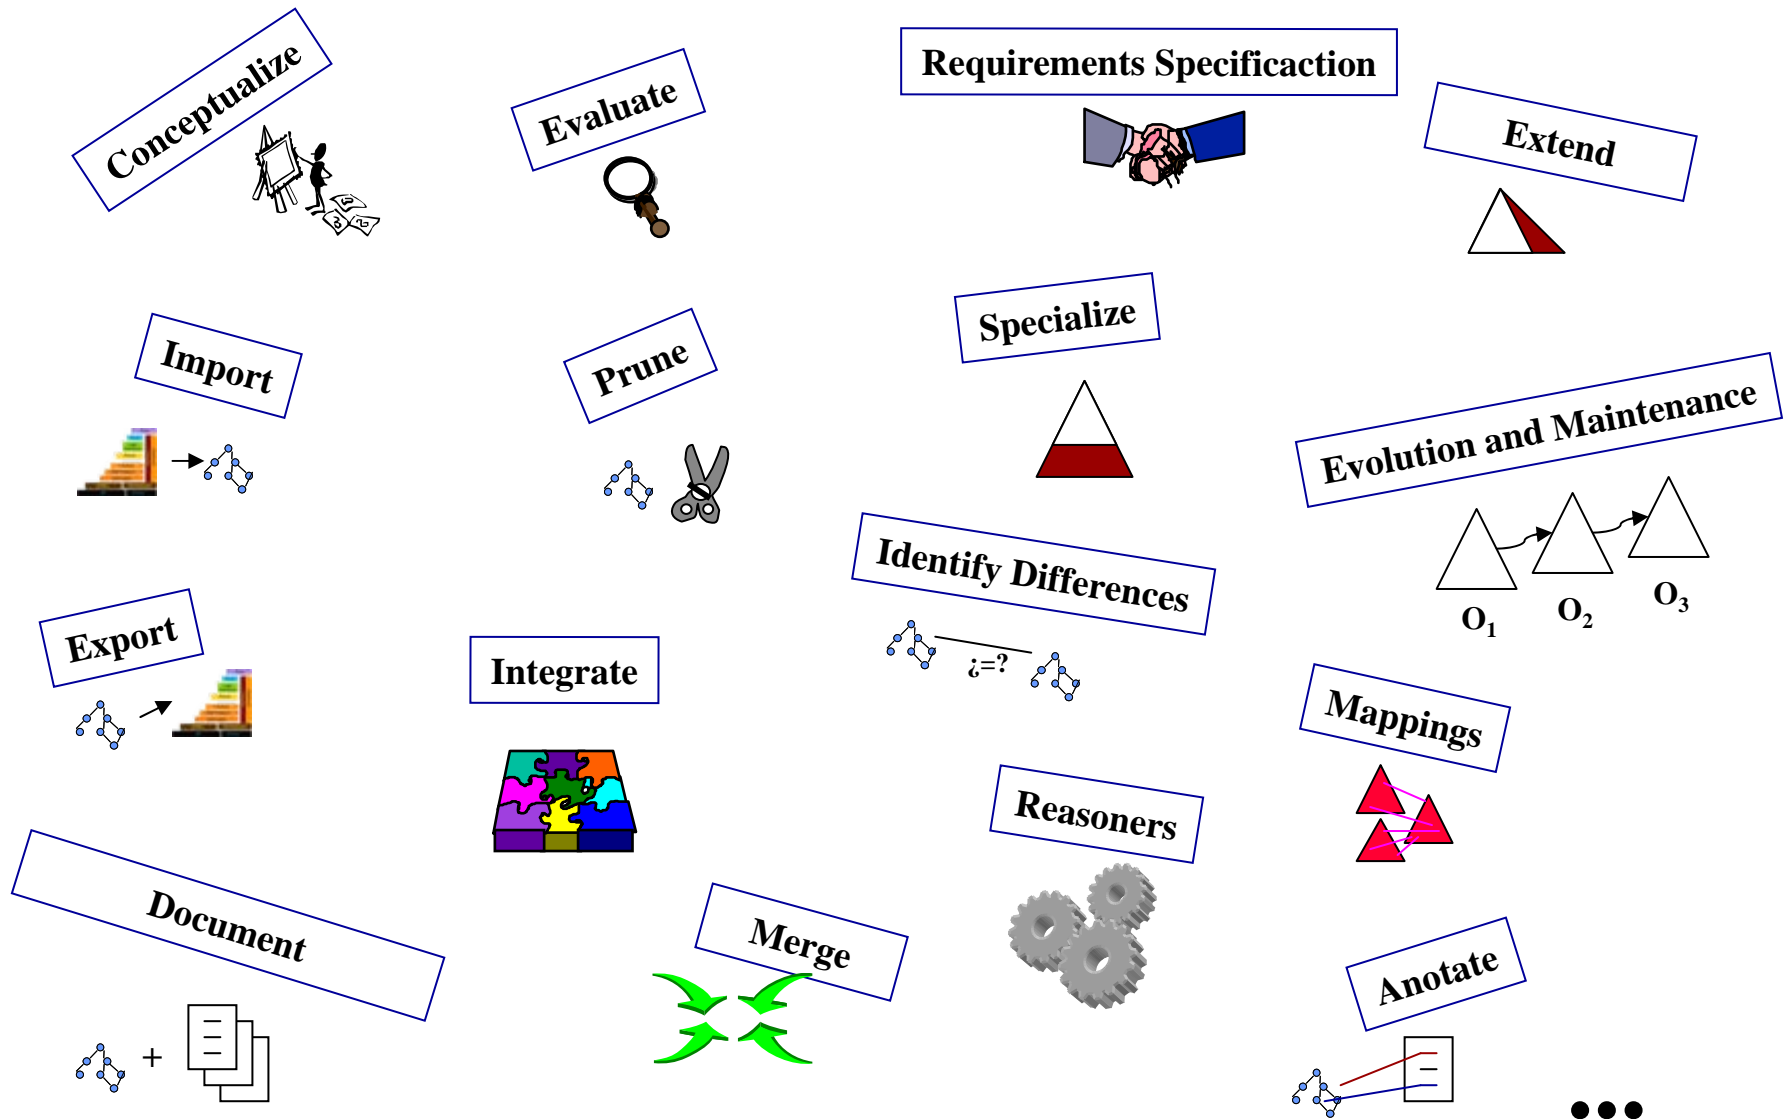 Conceptualize
Evaluate
Requirements Specificaction
Extend
Import
Prune
Specialize
Evolution and Maintenance
O1
O2
O3
Identify Differences
¿=?
Export
Integrate
Mappings
Reasoners
Document
+
Merge
Anotate
●●●